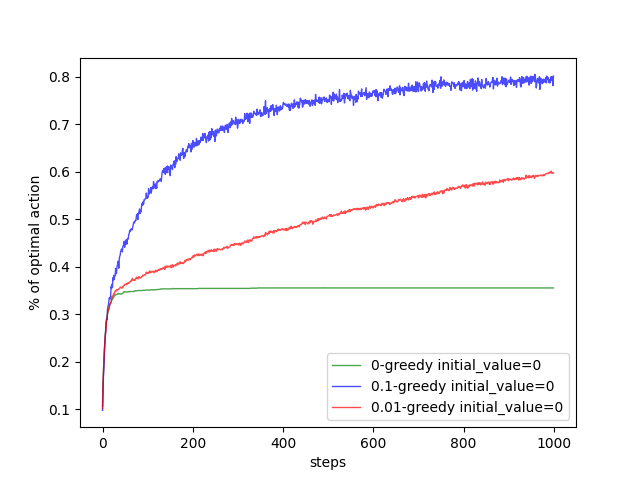 0.8
0.7
0.6
0.5
0.4
0.3
0.2
0.1
% of optimal action
0 200 400 600 800 1000
steps
0-greedy initial_value=0
0.1-greedy initial_value=0
0.01-greedy initial_value=0